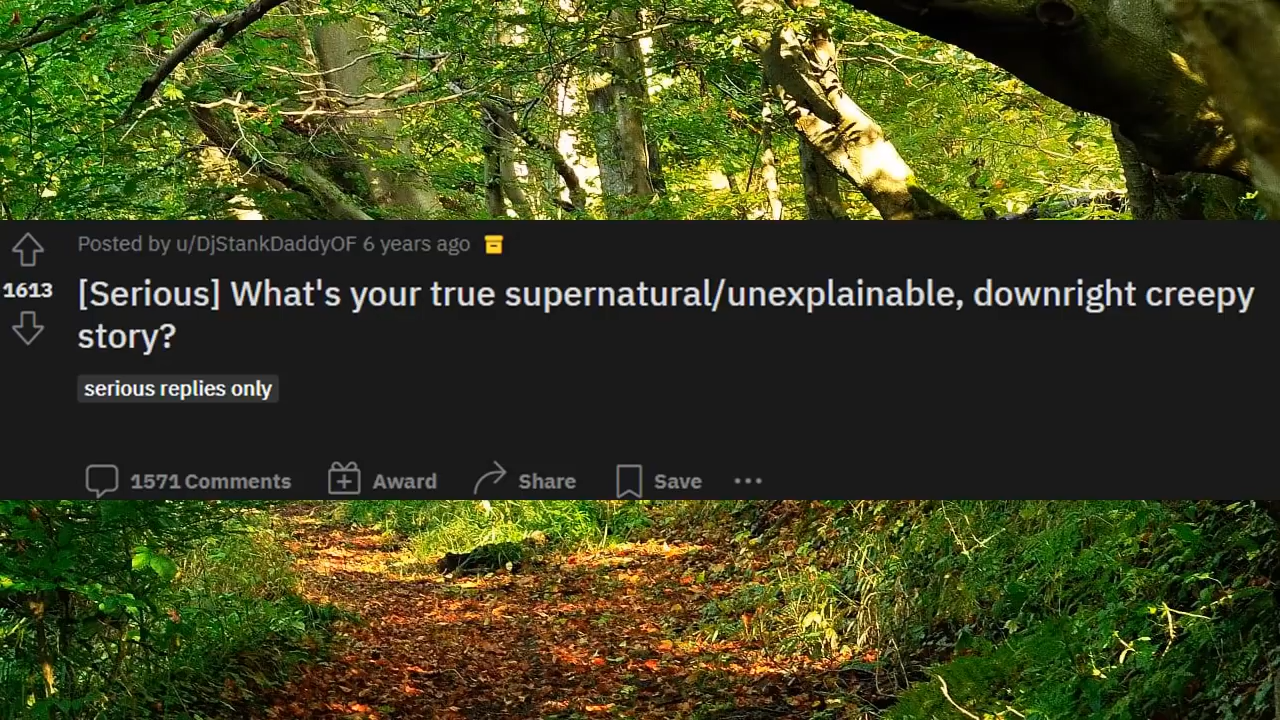 Posted by u/DjStankDaddyOF 6 years ago
1613
[Serious] What's your true supernatural/unexplainable, downright creepy
story?
serious replies only
1571 Comments Award Share Save